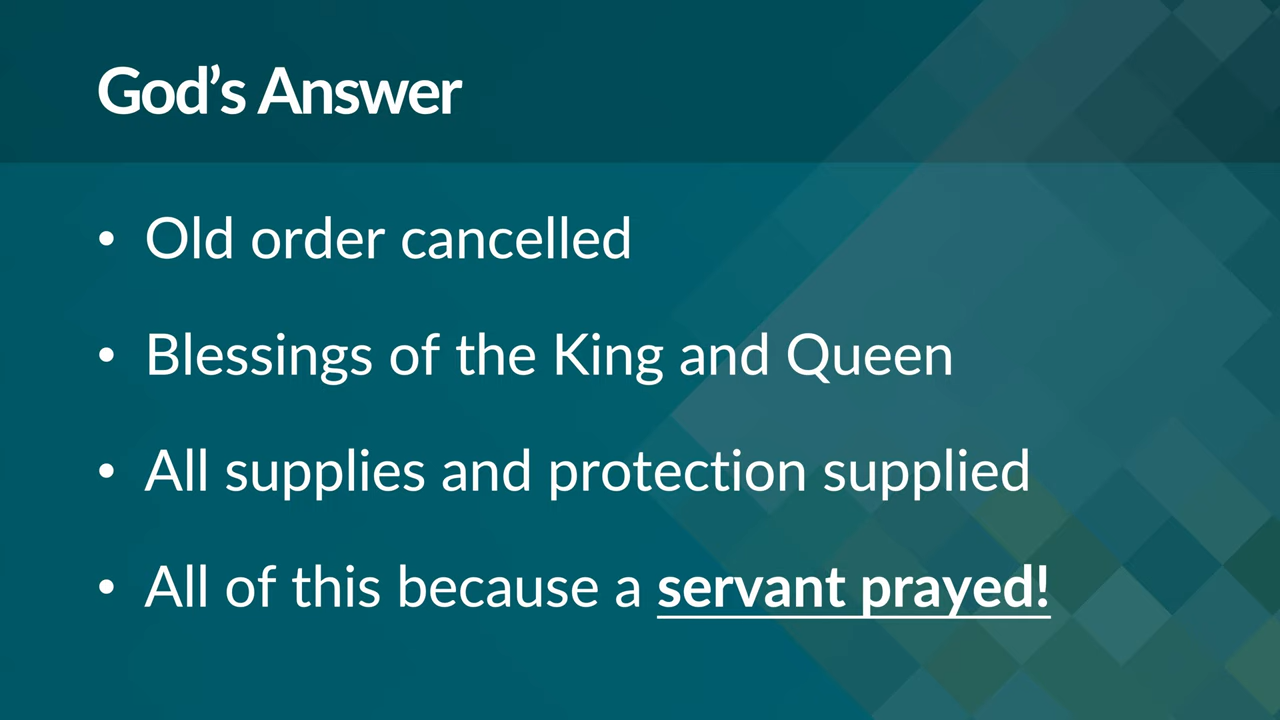 God’s Answer
• Old order cancelled
• Blessings of the King and Queen
• All supplies and protection supplied
• All of this because a servant prayed!